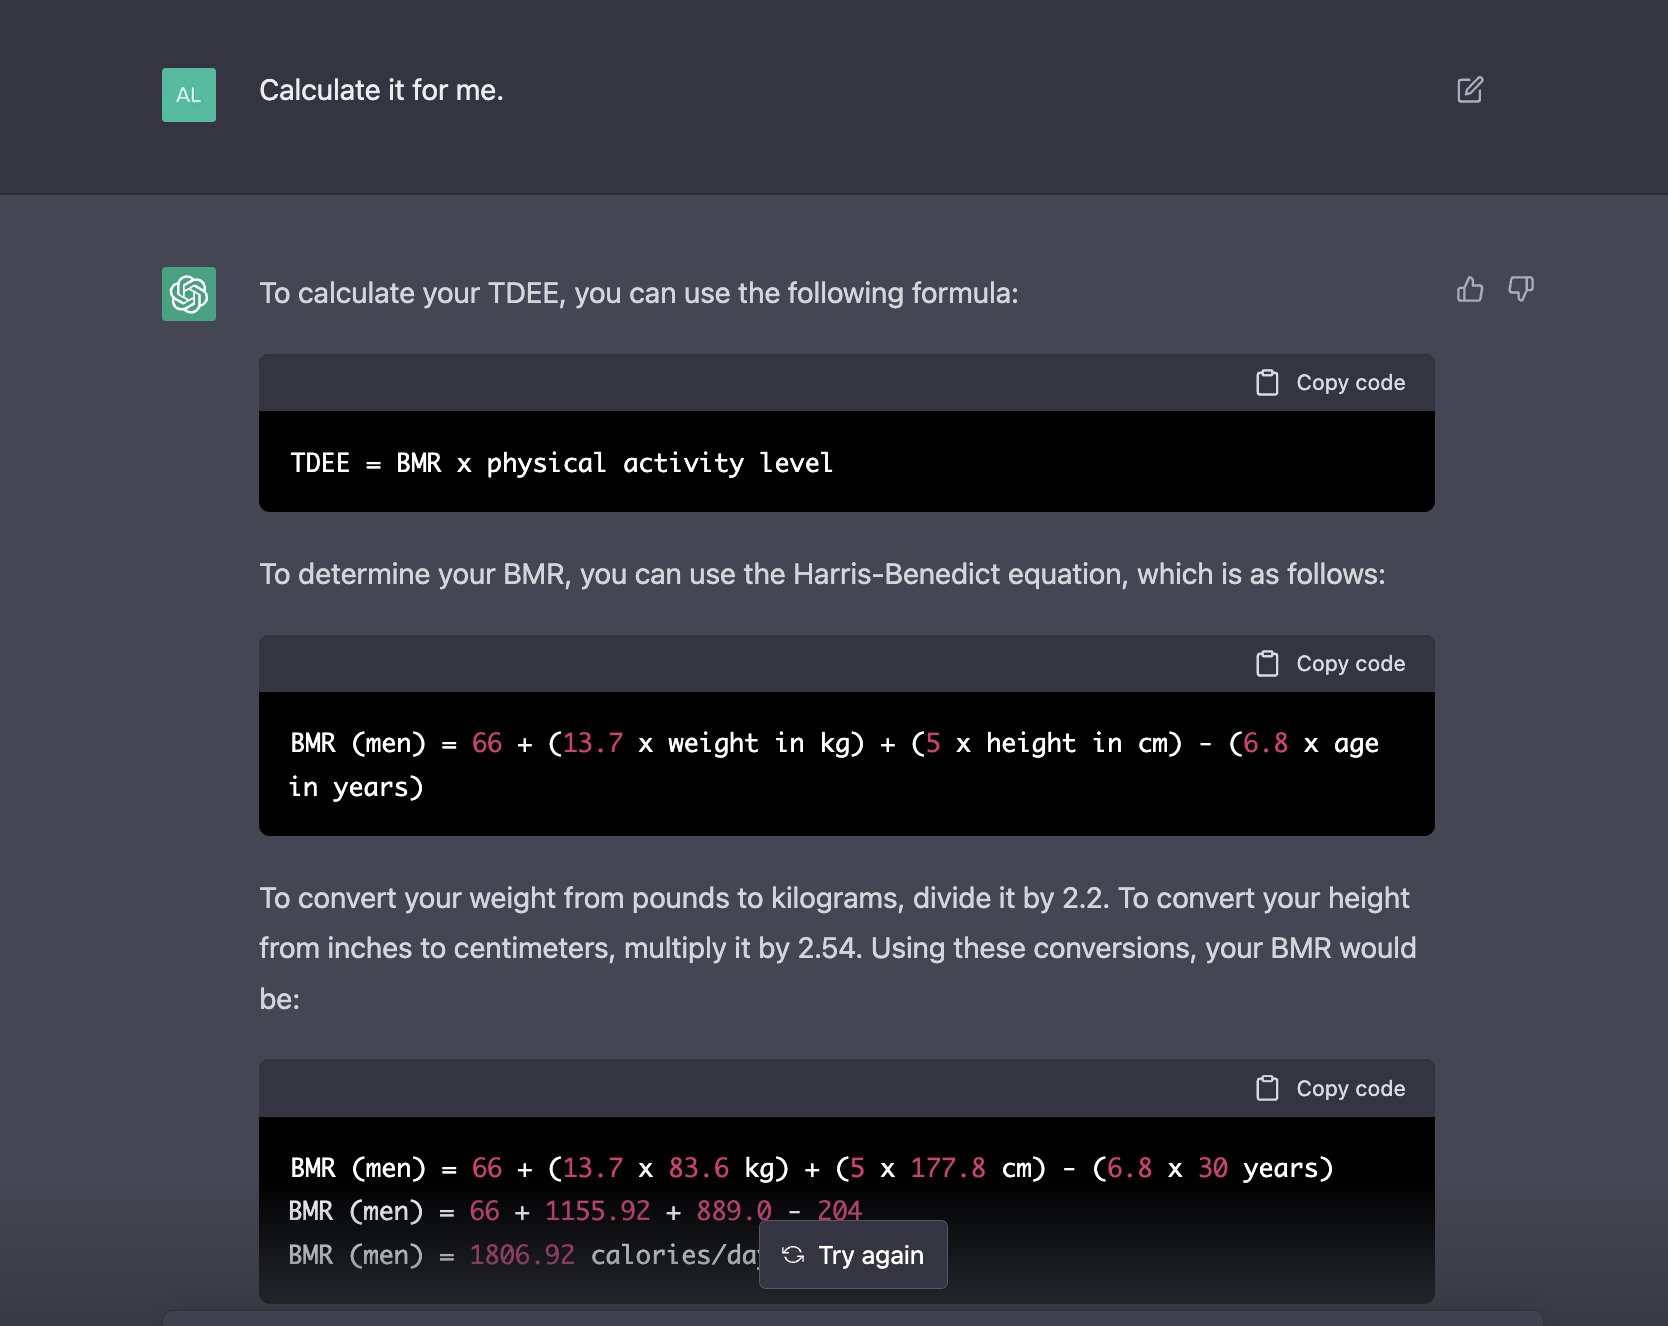 AL
Calculate it for me.
To calculate your TDEE, you can use the following formula:
Copy code
TDEE = BMR x physical activity level
To determine your BMR, you can use the Harris-Benedict equation, which is as follows:
Copy code
BMR (men) = 66 + (13.7 x weight in kg) + (5 x height in cm) - (6.8 x age
in years)
To convert your weight from pounds to kilograms, divide it by 2.2. To convert your height
from inches to centimeters, multiply it by 2.54. Using these conversions, your BMR would
be:
Copy code
BMR (men) = 66 + (13.7 x 83.6 kg) + (5 x 177.8 cm) - (6.8 x 30 years)
BMR (men) = 66 + 1155.92 + 889.0 - 204
BMR (men) = 1806.92 calories/day
Try again